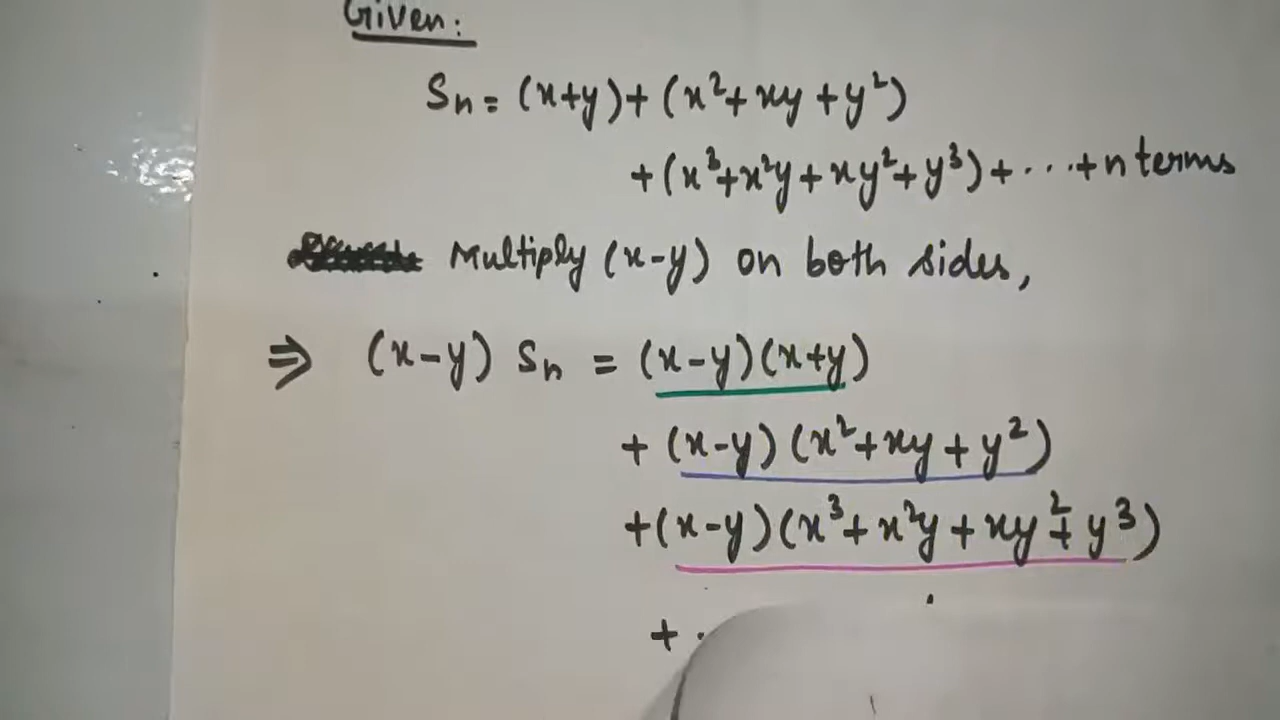 Given:
Sn = (x+y) + (x²+xy+y²)
+ (x³+x²y+xy²+y³) + ... + n terms
Multiply (x-y) on both sides,
⇒ (x-y) Sn = (x-y)(x+y)
+ (x-y)(x²+xy+y²)
+ (x-y)(x³+x²y+xy²+y³)
+ .